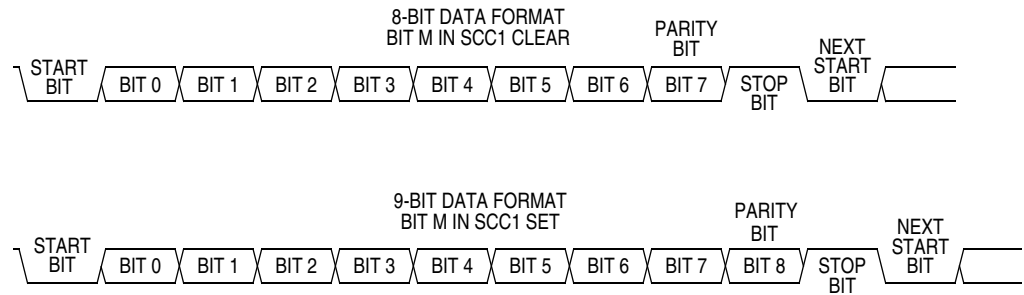 8-BIT DATA FORMAT
BIT M IN SCC1 CLEAR
PARITY
BIT
NEXT
START
BIT
START
BIT
BIT 0
BIT 1
BIT 2
BIT 3
BIT 4
BIT 5
BIT 6
BIT 7
STOP
BIT
9-BIT DATA FORMAT
BIT M IN SCC1 SET
PARITY
BIT
NEXT
START
BIT
START
BIT
BIT 0
BIT 1
BIT 2
BIT 3
BIT 4
BIT 5
BIT 6
BIT 7
BIT 8
STOP
BIT